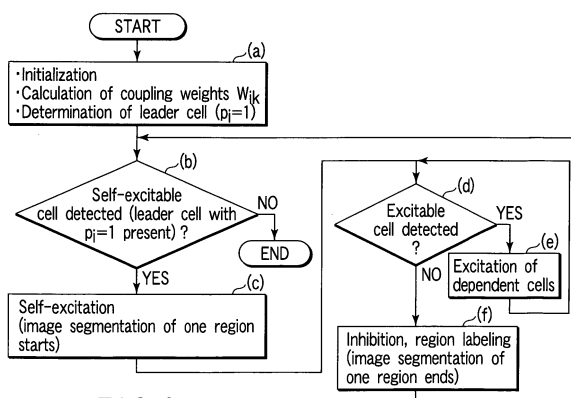 START
(a)
·Initialization
·Calculation of coupling weights Wik
·Determination of leader cell (pi=1)
(b)
Self-excitable
cell detected (leader cell with
pi=1 present) ?
NO
END
YES
(c)
Self-excitation
(image segmentation of one region
starts)
(d)
Excitable
cell detected
?
YES
(e)
Excitation of
dependent cells
NO
(f)
Inhibition, region labeling
(image segmentation of
one region ends)